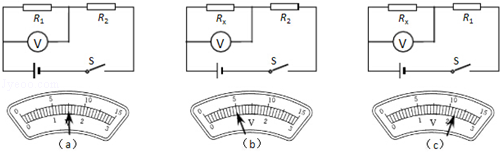 R1 R2 Rx R2 Rx R2
V V V
S S S
5 10 5 10 5 10
0 15 0 15 0 15
1 2 1 V 2 1 V 2
0 3 0 3 0 3
(a) (b) (c)